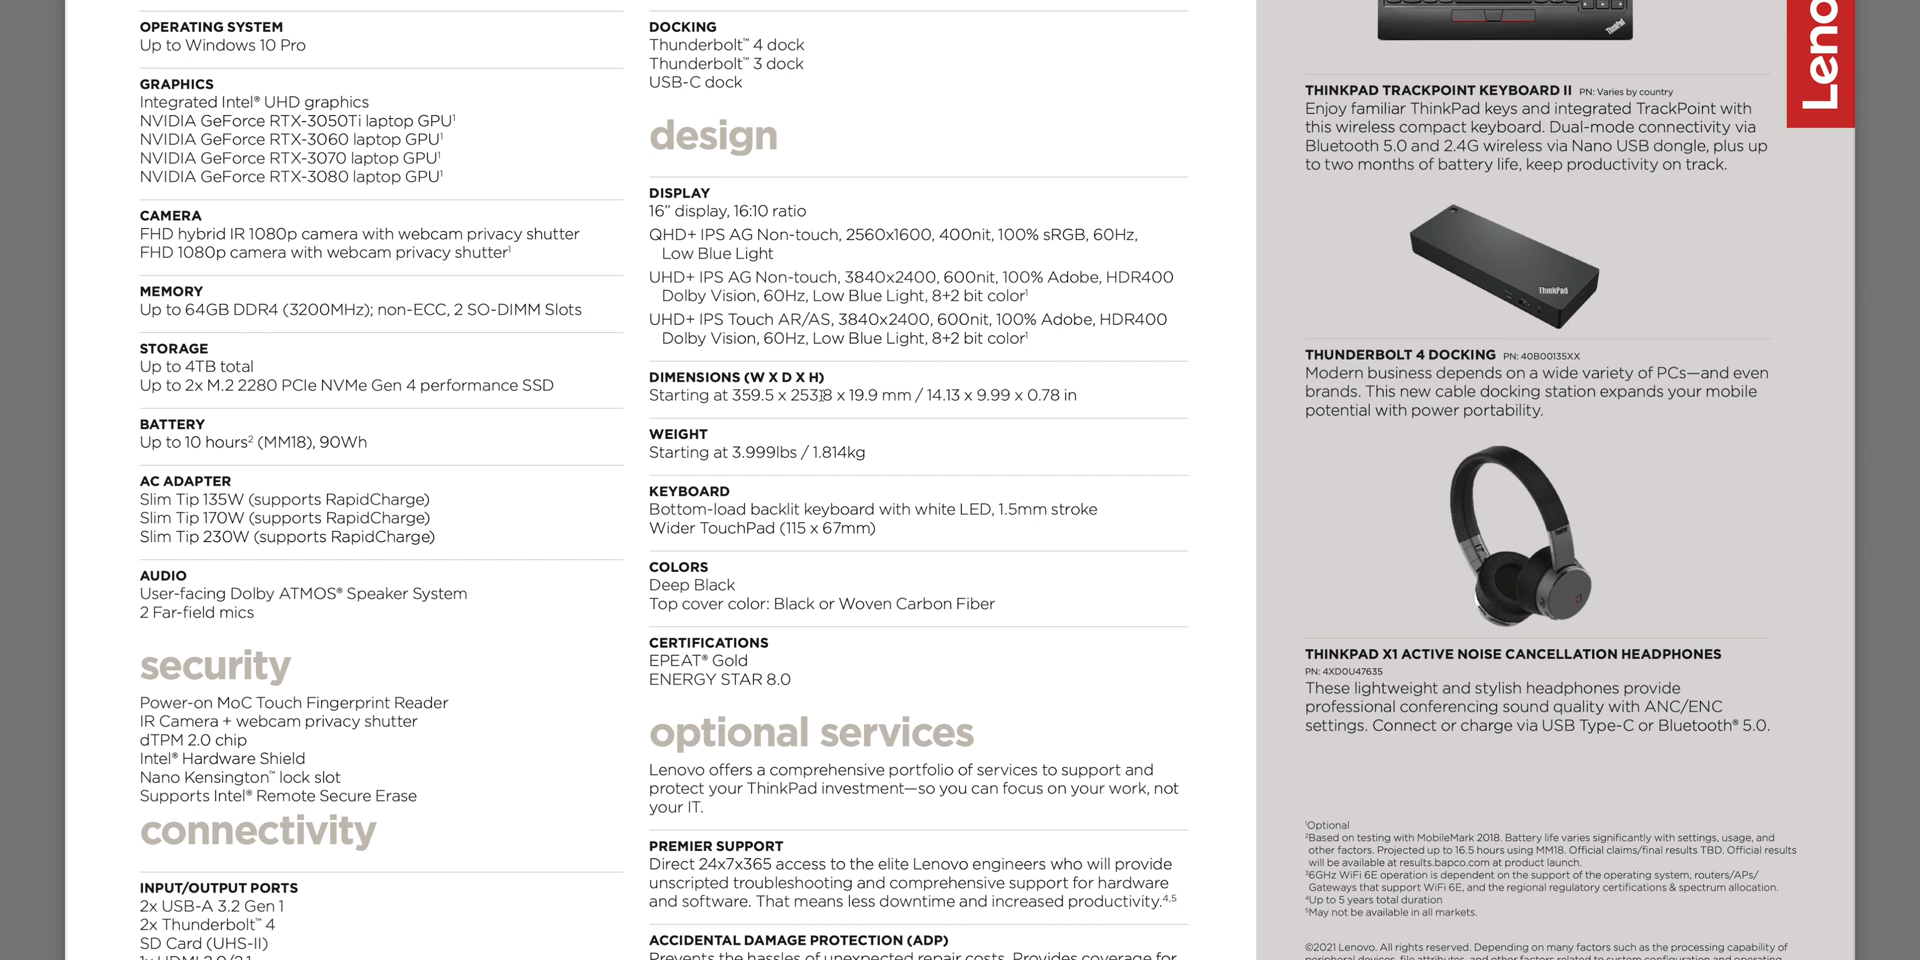 OPERATING SYSTEM
Up to Windows 10 Pro
GRAPHICS
Integrated Intel® UHD graphics
NVIDIA GeForce RTX-3050Ti laptop GPU¹
NVIDIA GeForce RTX-3060 laptop GPU¹
NVIDIA GeForce RTX-3070 laptop GPU¹
NVIDIA GeForce RTX-3080 laptop GPU¹
CAMERA
FHD hybrid IR 1080p camera with webcam privacy shutter
FHD 1080p camera with webcam privacy shutter¹
MEMORY
Up to 64GB DDR4 (3200MHz); non-ECC, 2 SO-DIMM Slots
STORAGE
Up to 4TB total
Up to 2x M.2 2280 PCIe NVMe Gen 4 performance SSD
BATTERY
Up to 10 hours² (MM18), 90Wh
AC ADAPTER
Slim Tip 135W (supports RapidCharge)
Slim Tip 170W (supports RapidCharge)
Slim Tip 230W (supports RapidCharge)
AUDIO
User-facing Dolby ATMOS® Speaker System
2 Far-field mics
security
Power-on MoC Touch Fingerprint Reader
IR Camera + webcam privacy shutter
dTPM 2.0 chip
Intel® Hardware Shield
Nano Kensington™ lock slot
Supports Intel® Remote Secure Erase
connectivity
INPUT/OUTPUT PORTS
2x USB-A 3.2 Gen 1
2x Thunderbolt™ 4
SD Card (UHS-II)
DOCKING
Thunderbolt™ 4 dock
Thunderbolt™ 3 dock
USB-C dock
design
DISPLAY
16” display, 16:10 ratio
QHD+ IPS AG Non-touch, 2560x1600, 400nit, 100% sRGB, 60Hz,
Low Blue Light
UHD+ IPS AG Non-touch, 3840x2400, 600nit, 100% Adobe, HDR400
Dolby Vision, 60Hz, Low Blue Light, 8+2 bit color¹
UHD+ IPS Touch AR/AS, 3840x2400, 600nit, 100% Adobe, HDR400
Dolby Vision, 60Hz, Low Blue Light, 8+2 bit color¹
DIMENSIONS (W X D X H)
Starting at 359.5 x 253.8 x 19.9 mm / 14.13 x 9.99 x 0.78 in
WEIGHT
Starting at 3.999lbs / 1.814kg
KEYBOARD
Bottom-load backlit keyboard with white LED, 1.5mm stroke
Wider TouchPad (115 x 67mm)
COLORS
Deep Black
Top cover color: Black or Woven Carbon Fiber
CERTIFICATIONS
EPEAT® Gold
ENERGY STAR 8.0
optional services
Lenovo offers a comprehensive portfolio of services to support and
protect your ThinkPad investment—so you can focus on your work, not
your IT.
PREMIER SUPPORT
Direct 24x7x365 access to the elite Lenovo engineers who will provide
unscripted troubleshooting and comprehensive support for hardware
and software. That means less downtime and increased productivity.⁴,⁵
ACCIDENTAL DAMAGE PROTECTION (ADP)
Prevents the hassles of unexpected repair costs. Provides coverage for
ThinkPad
Leno
THINKPAD TRACKPOINT KEYBOARD II PN: Varies by country
Enjoy familiar ThinkPad keys and integrated TrackPoint with
this wireless compact keyboard. Dual-mode connectivity via
Bluetooth 5.0 and 2.4G wireless via Nano USB dongle, plus up
to two months of battery life, keep productivity on track.
ThinkPad
THUNDERBOLT 4 DOCKING PN: 40B00135XX
Modern business depends on a wide variety of PCs—and even
brands. This new cable docking station expands your mobile
potential with power portability.
THINKPAD X1 ACTIVE NOISE CANCELLATION HEADPHONES
PN: 4XD0U47635
These lightweight and stylish headphones provide
professional conferencing sound quality with ANC/ENC
settings. Connect or charge via USB Type-C or Bluetooth® 5.0.
¹Optional
²Based on testing with MobileMark 2018. Battery life varies significantly with settings, usage, and
other factors. Projected up to 16.5 hours using MM18. Official claims/final results TBD. Official results
will be available at results.bapco.com at product launch.
³6GHz WiFi 6E operation is dependent on the support of the operating system, routers/APs/
Gateways that support WiFi 6E, and the regional regulatory certifications & spectrum allocation.
⁴Up to 5 years total duration
⁵May not be available in all markets.
©2021 Lenovo. All rights reserved. Depending on many factors such as the processing capability of